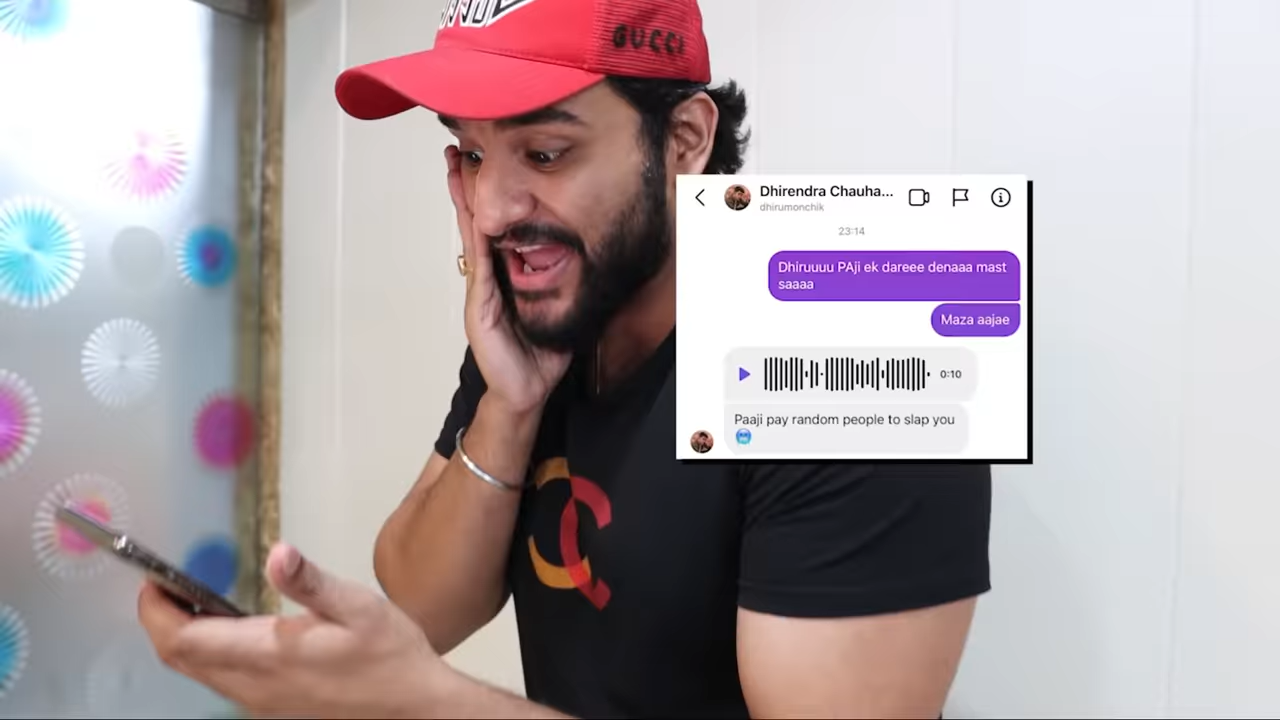 GUCCI
Dhirendra Chauha...
dhirumonchik
23:14
Dhiruuuu PAji ek dareee denaaa mast
saaaa
Maza aajae
0:10
Paaji pay random people to slap you
🥶